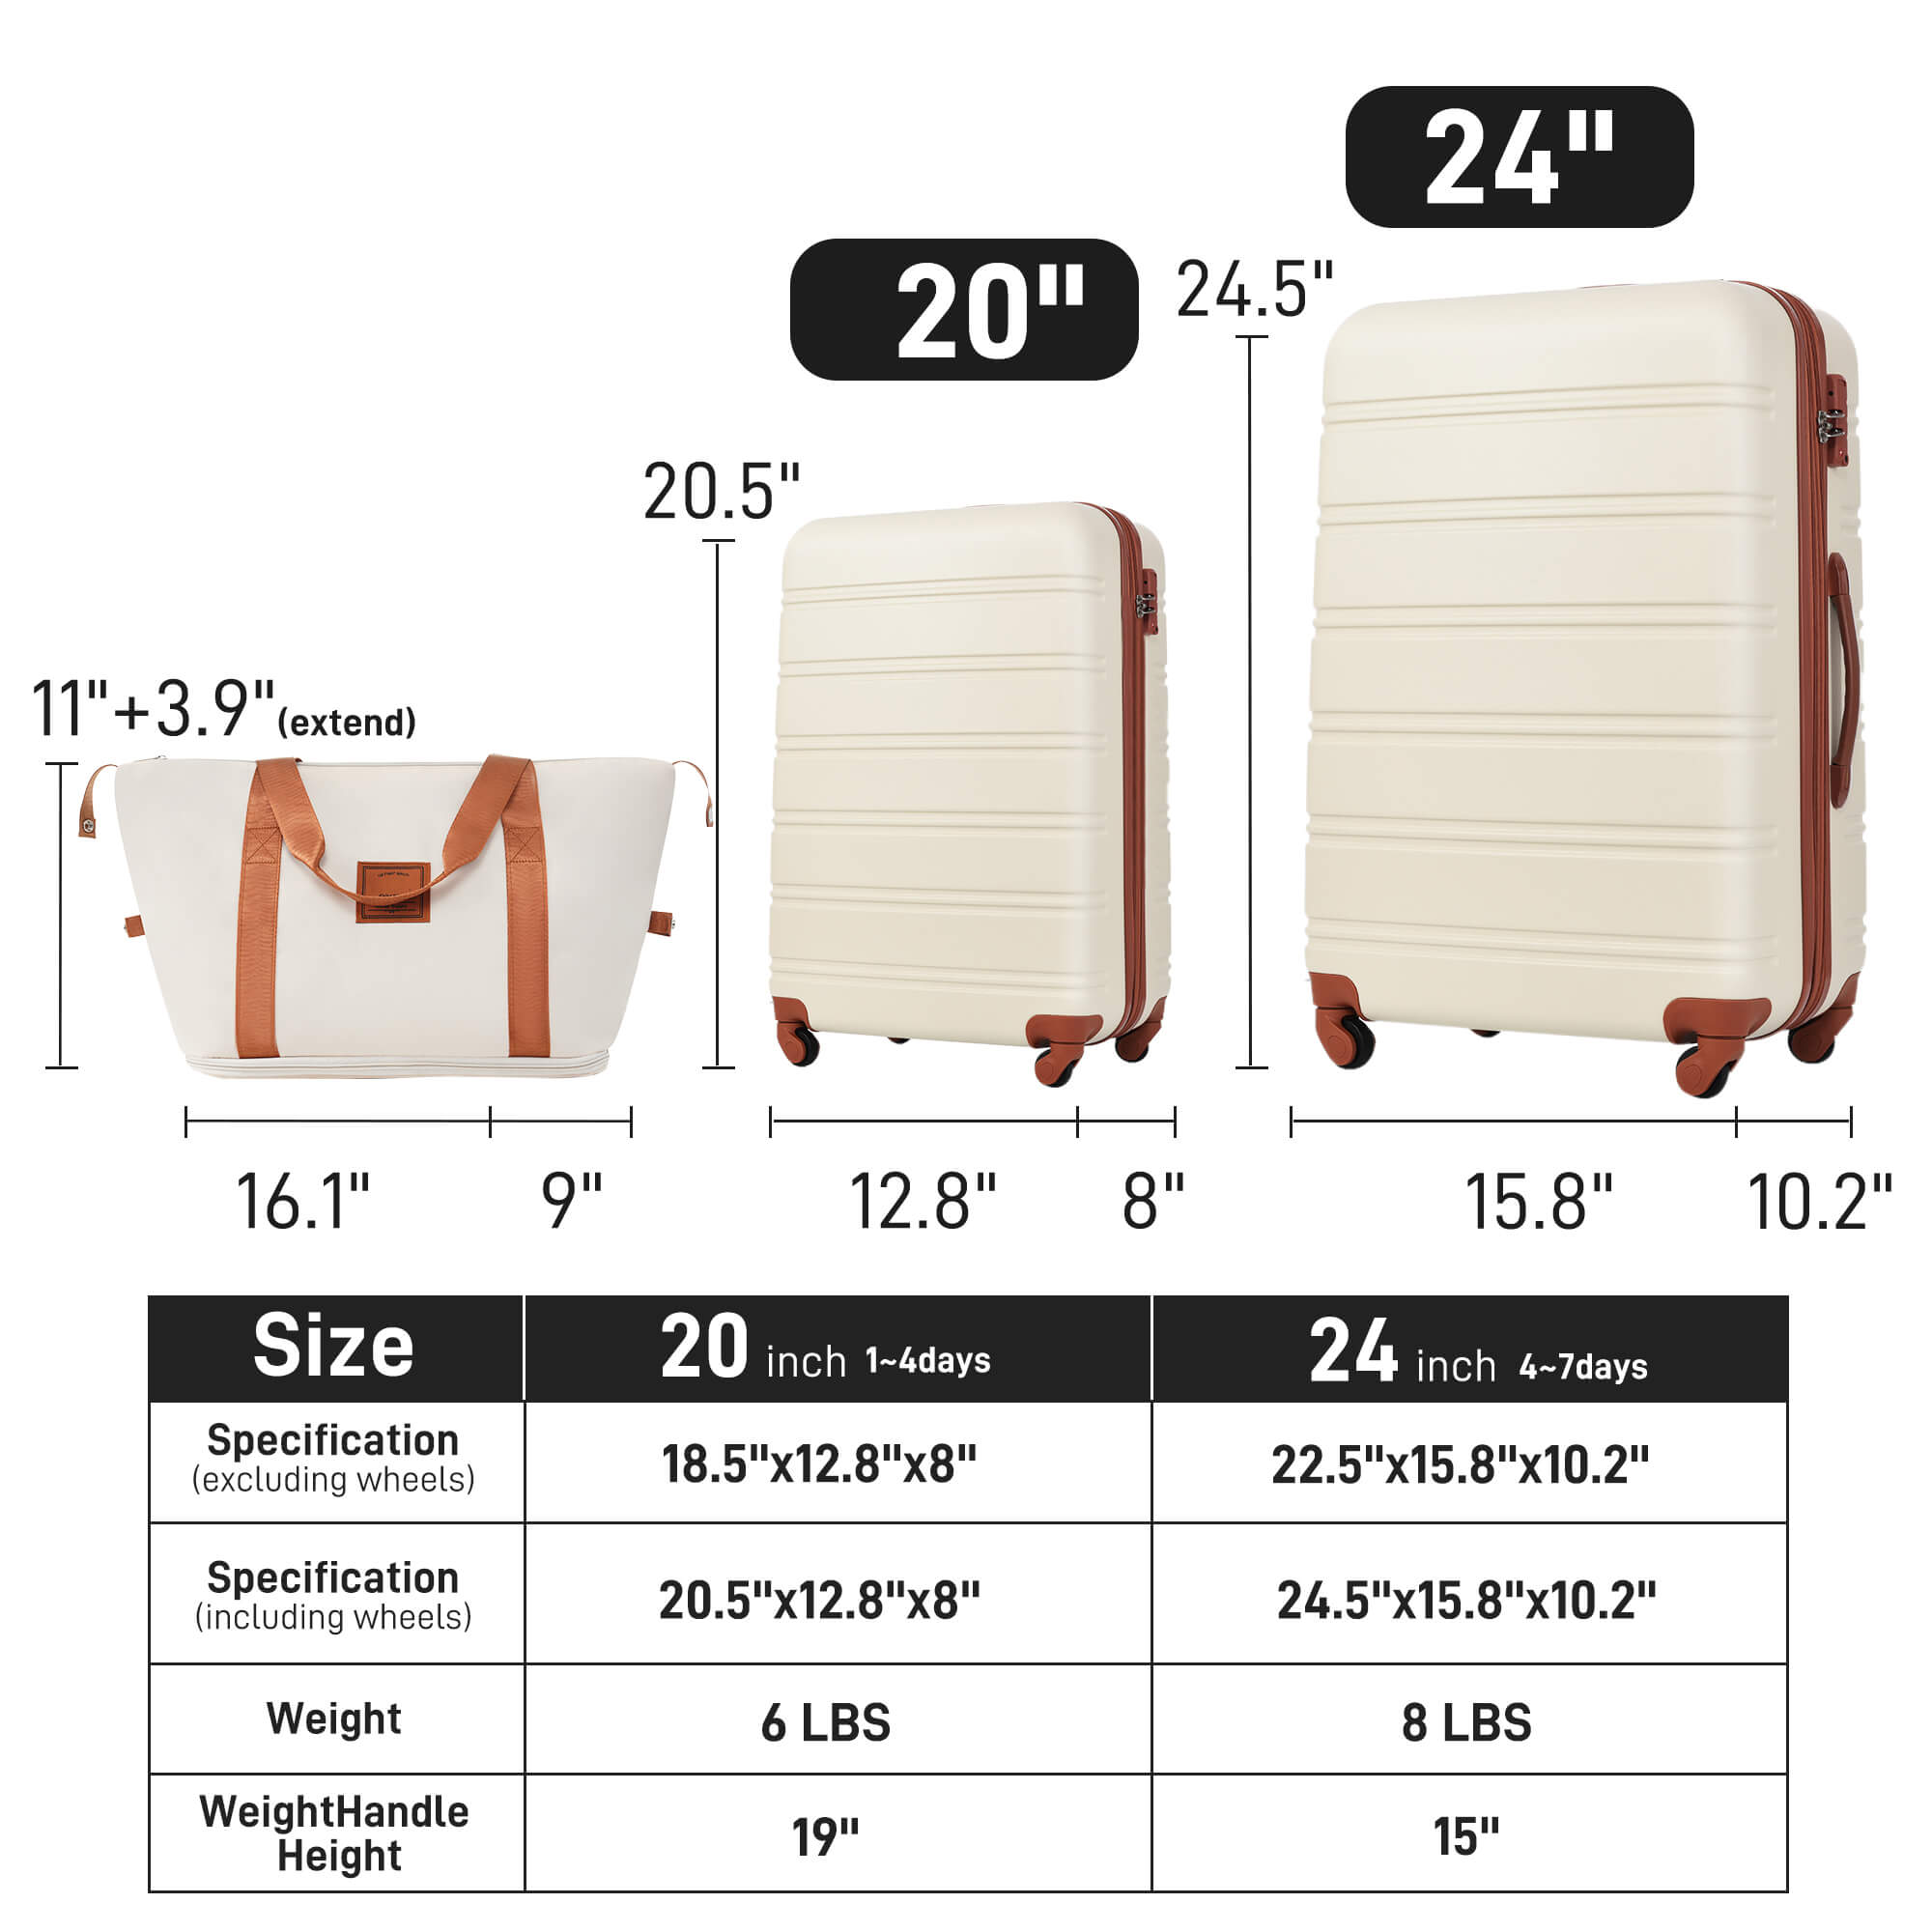 24"
20"
24.5"
20.5"
11"+3.9"(extend)
16.1" 9" 12.8" 8" 15.8" 10.2"
Size 20 inch 1~4days 24 inch 4~7days
Specification
(excluding wheels)
18.5"x12.8"x8" 22.5"x15.8"x10.2"
Specification
(including wheels)
20.5"x12.8"x8" 24.5"x15.8"x10.2"
Weight 6 LBS 8 LBS
WeightHandle
Height
19" 15"